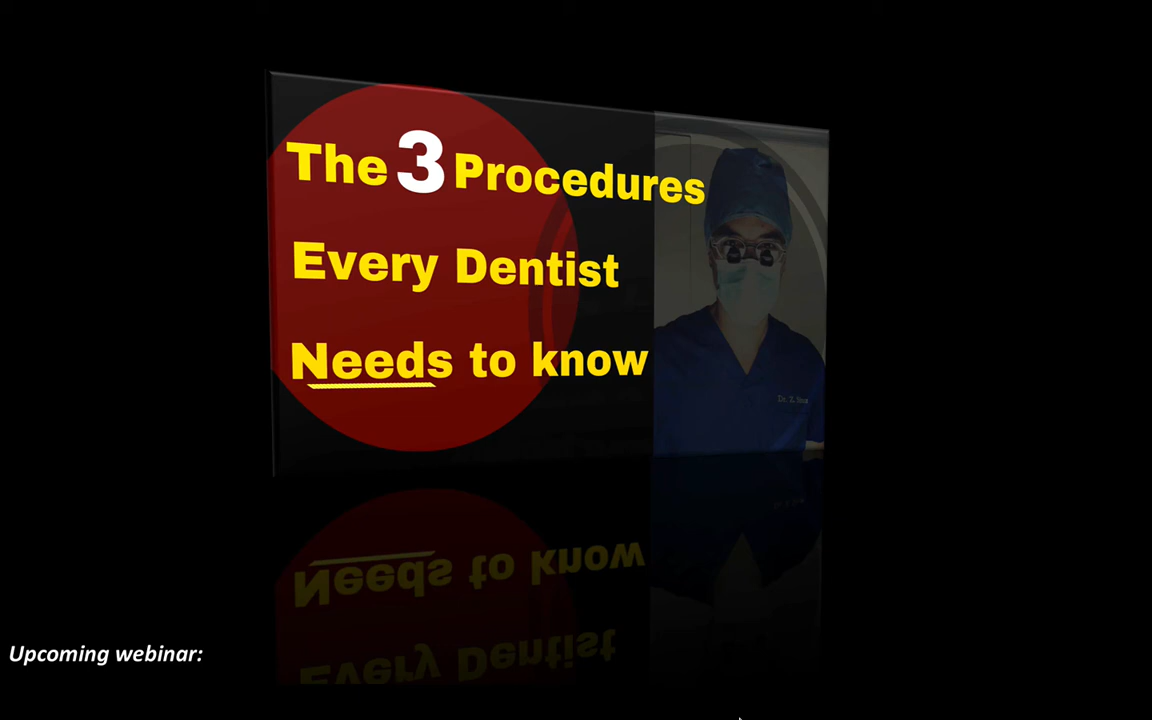 The 3 Procedures
Every Dentist
Needs to know
Upcoming webinar: